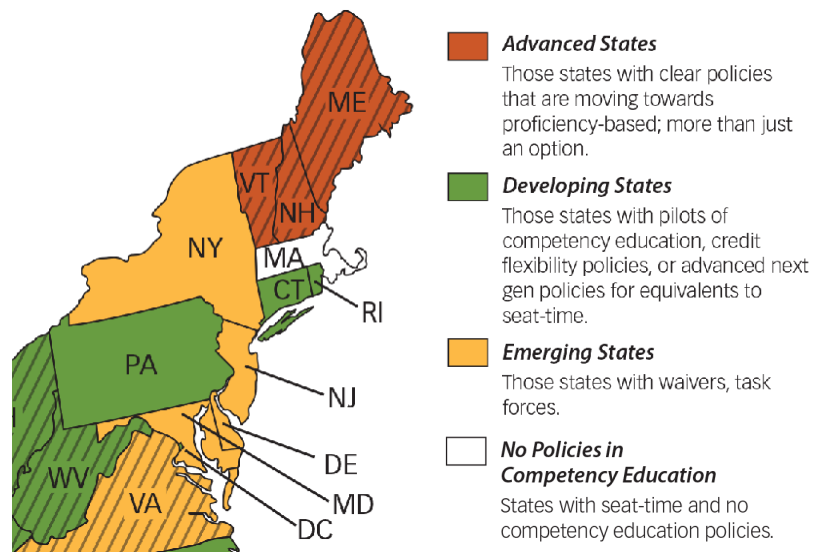 ME
VT
NH
NY
MA
CT
RI
PA
NJ
DE
WV
MD
VA
DC
Advanced States
Those states with clear policies
that are moving towards
proficiency-based; more than just
an option.
Developing States
Those states with pilots of
competency education, credit
flexibility policies, or advanced next
gen policies for equivalents to
seat-time.
Emerging States
Those states with waivers, task
forces.
No Policies in
Competency Education
States with seat-time and no
competency education policies.